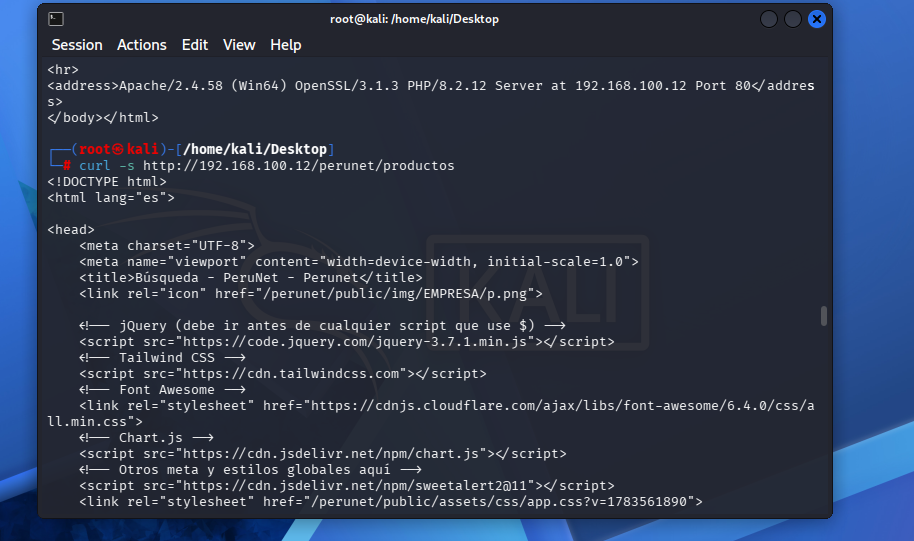 root@kali: /home/kali/Desktop
Session Actions Edit View Help
<hr>
<address>Apache/2.4.58 (Win64) OpenSSL/3.1.3 PHP/8.2.12 Server at 192.168.100.12 Port 80</addres
s>
</body></html>
┌──(root㉿kali)-[/home/kali/Desktop]
└─# curl -s http://192.168.100.12/perunet/productos
<!DOCTYPE html>
<html lang="es">
<head>
    <meta charset="UTF-8">
    <meta name="viewport" content="width=device-width, initial-scale=1.0">
    <title>Búsqueda - PeruNet - Perunet</title>
    <link rel="icon" href="/perunet/public/img/EMPRESA/p.png">
    <!-- jQuery (debe ir antes de cualquier script que use $) -->
    <script src="https://code.jquery.com/jquery-3.7.1.min.js"></script>
    <!-- Tailwind CSS -->
    <script src="https://cdn.tailwindcss.com"></script>
    <!-- Font Awesome -->
    <link rel="stylesheet" href="https://cdnjs.cloudflare.com/ajax/libs/font-awesome/6.4.0/css/a
ll.min.css">
    <!-- Chart.js -->
    <script src="https://cdn.jsdelivr.net/npm/chart.js"></script>
    <!-- Otros meta y estilos globales aquí -->
    <script src="https://cdn.jsdelivr.net/npm/sweetalert2@11"></script>
    <link rel="stylesheet" href="/perunet/public/assets/css/app.css?v=1783561890">
KALI